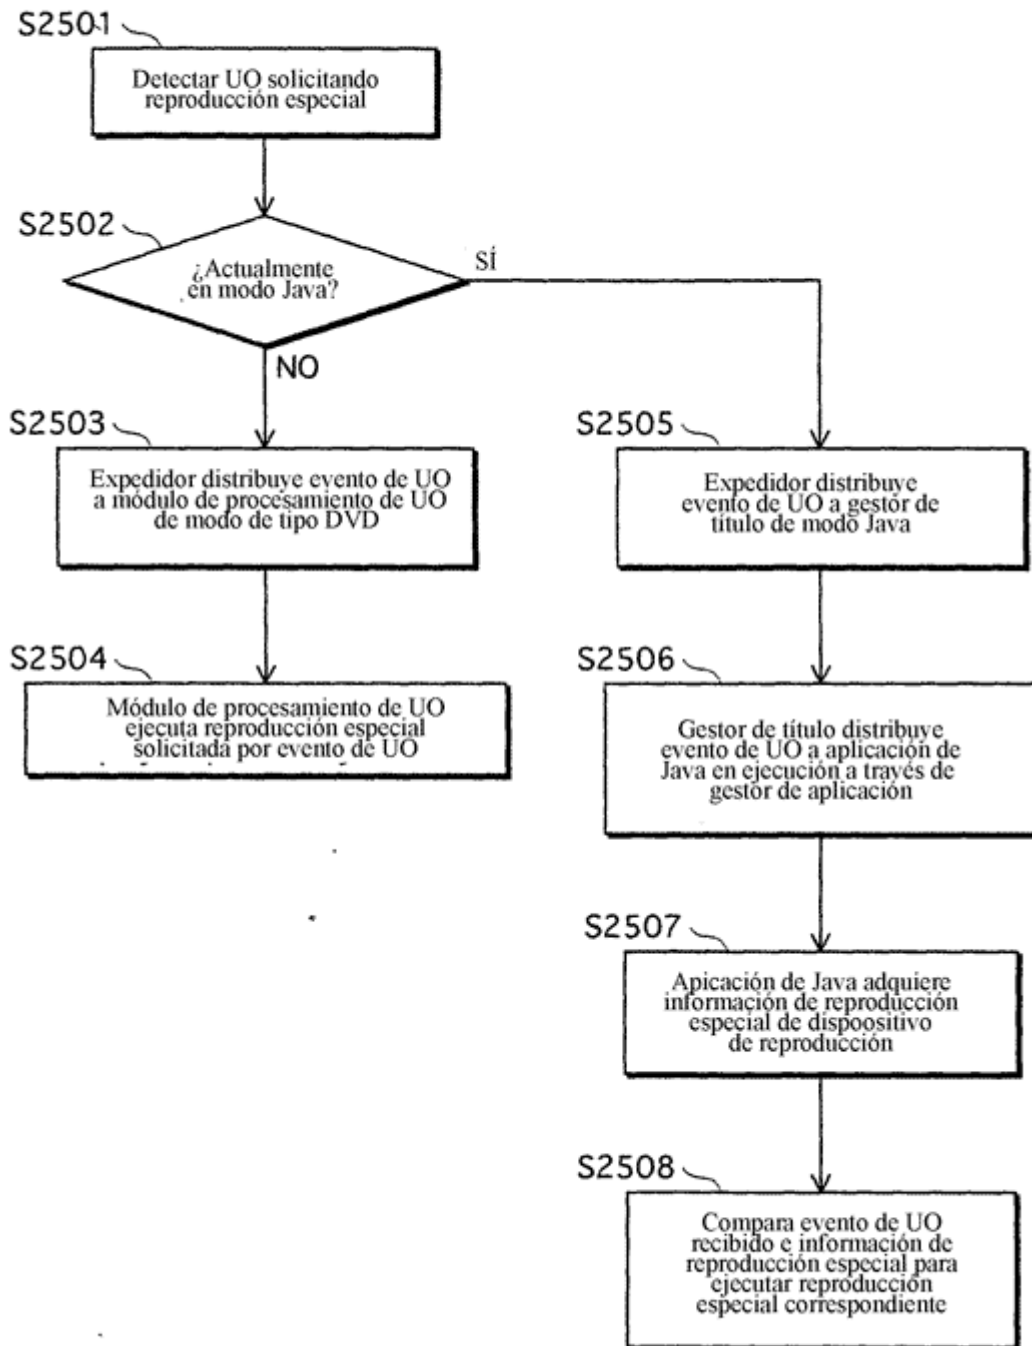 S2501
Detectar UO solicitando
reproducción especial
S2502
¿Actualmente
en modo Java?
SÍ
NO
S2503
Expedidor distribuye evento de UO
a módulo de procesamiento de UO
de modo de tipo DVD
S2504
Módulo de procesamiento de UO
ejecuta reproducción especial
solicitada por evento de UO
S2505
Expedidor distribuye
evento de UO a gestor de
título de modo Java
S2506
Gestor de título distribuye
evento de UO a aplicación de
Java en ejecución a través de
gestor de aplicación
S2507
Apicación de Java adquiere
información de reproducción
especial de dispoositivo
de reproducción
S2508
Compara evento de UO
recibido e información de
reproducción especial para
ejecutar reproducción
especial correspondiente